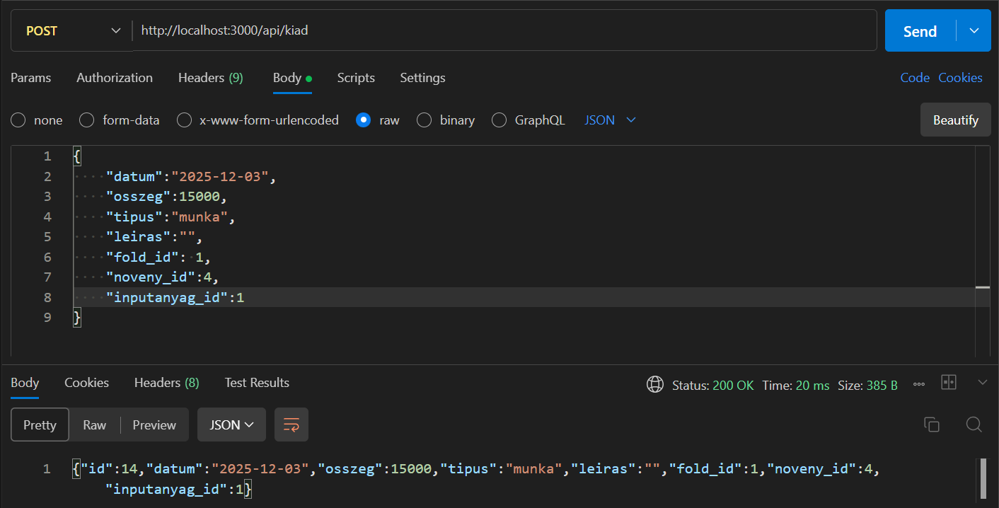 POST http://localhost:3000/api/kiad Send
Params Authorization Headers (9) Body Scripts Settings Code Cookies
none form-data x-www-form-urlencoded raw binary GraphQL JSON Beautify
1 {
2 "datum":"2025-12-03",
3 "osszeg":15000,
4 "tipus":"munka",
5 "leiras":"",
6 "fold_id": 1,
7 "noveny_id":4,
8 "inputanyag_id":1
9 }
Body Cookies Headers (8) Test Results Status: 200 OK Time: 20 ms Size: 385 B
Pretty Raw Preview JSON
1 {"id":14,"datum":"2025-12-03","osszeg":15000,"tipus":"munka","leiras":"","fold_id":1,"noveny_id":4,
"inputanyag_id":1}